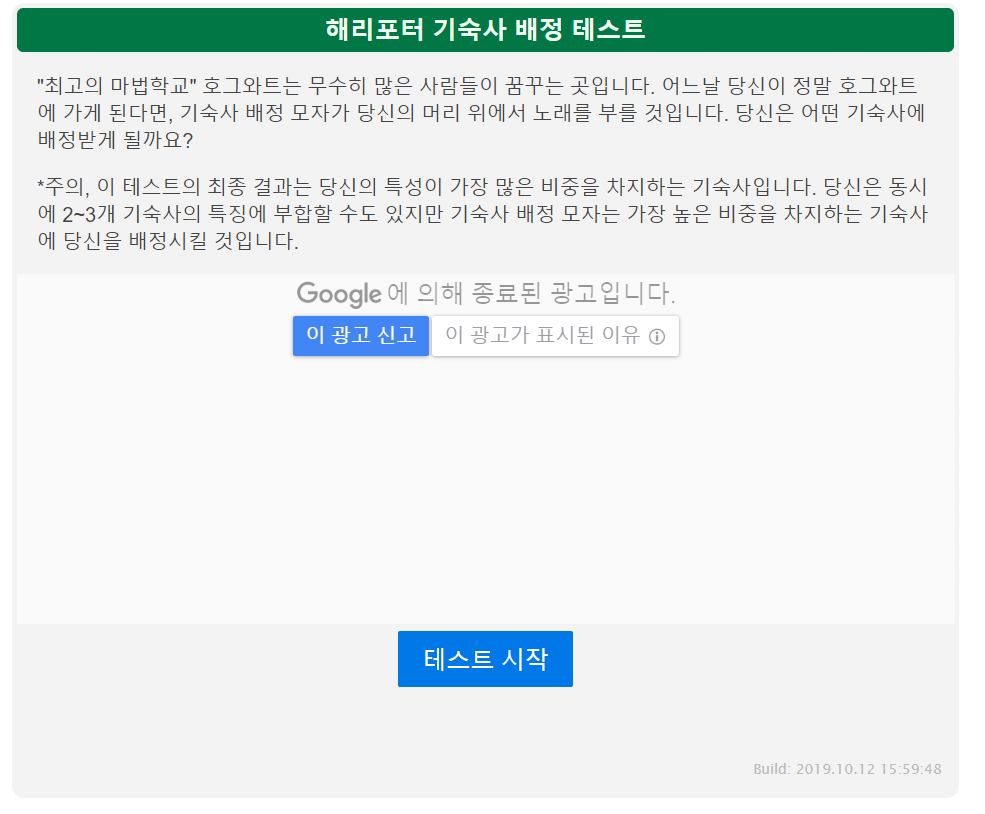 해리포터 기숙사 배정 테스트
"최고의 마법학교" 호그와트는 무수히 많은 사람들이 꿈꾸는 곳입니다. 어느날 당신이 정말 호그와트
에 가게 된다면, 기숙사 배정 모자가 당신의 머리 위에서 노래를 부를 것입니다. 당신은 어떤 기숙사에
배정받게 될까요?
*주의, 이 테스트의 최종 결과는 당신의 특성이 가장 많은 비중을 차지하는 기숙사입니다. 당신은 동시
에 2~3개 기숙사의 특징에 부합할 수도 있지만 기숙사 배정 모자는 가장 높은 비중을 차지하는 기숙사
에 당신을 배정시킬 것입니다.
Google에 의해 종료된 광고입니다.
이 광고 신고 이 광고가 표시된 이유
테스트 시작
Build: 2019.10.12 15:59:48